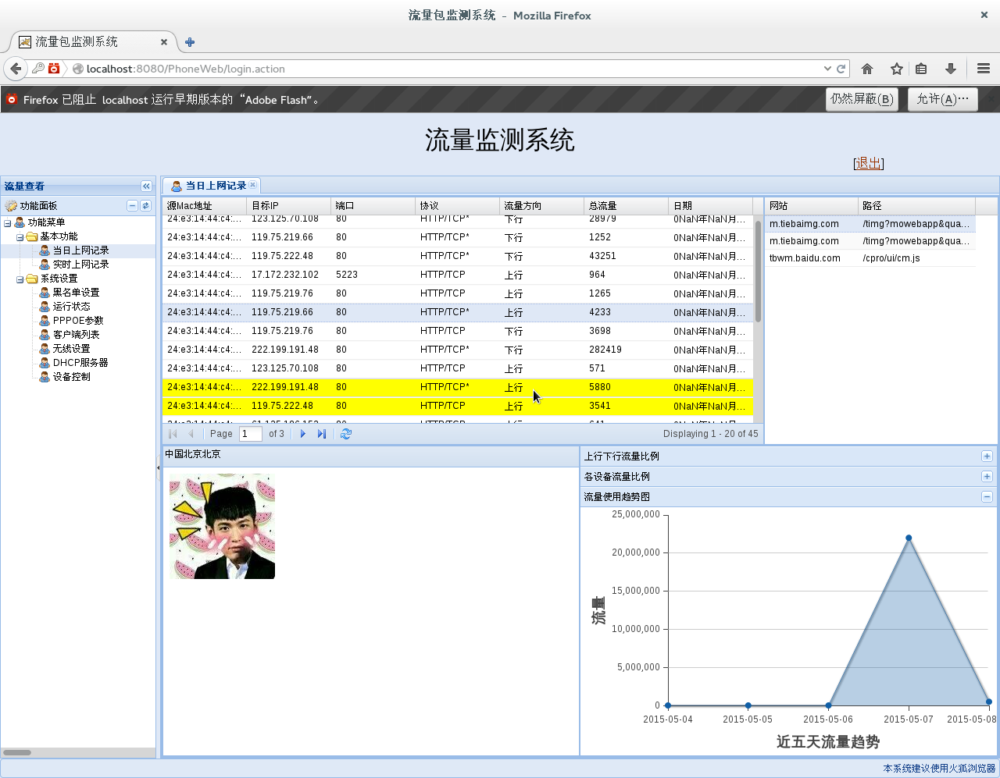 流量包监测系统 - Mozilla Firefox
流量包监测系统
localhost:8080/PhoneWeb/login.action
Firefox 已阻止 localhost 运行早期版本的“Adobe Flash”。
仍然屏蔽(B) 允许(A)…
流量监测系统
[退出]
流量查看
功能面板
功能菜单
基本功能
当日上网记录
实时上网记录
系统设置
黑名单设置
运行状态
PPPOE参数
客户端列表
无线设置
DHCP服务器
设备控制
当日上网记录
源Mac地址 目标IP 端口 协议 流量方向 总流量 日期
24:e3:14:44:c4:... 123.125.70.108 80 HTTP/TCP* 下行 28979 0NaN年NaN月...
24:e3:14:44:c4:... 119.75.219.66 80 HTTP/TCP* 下行 1252 0NaN年NaN月...
24:e3:14:44:c4:... 119.75.222.48 80 HTTP/TCP* 下行 43251 0NaN年NaN月...
24:e3:14:44:c4:... 17.172.232.102 5223 HTTP/TCP 上行 964 0NaN年NaN月...
24:e3:14:44:c4:... 119.75.219.76 80 HTTP/TCP 上行 1265 0NaN年NaN月...
24:e3:14:44:c4:... 119.75.219.66 80 HTTP/TCP* 上行 4233 0NaN年NaN月...
24:e3:14:44:c4:... 119.75.219.76 80 HTTP/TCP 下行 3698 0NaN年NaN月...
24:e3:14:44:c4:... 222.199.191.48 80 HTTP/TCP* 下行 282419 0NaN年NaN月...
24:e3:14:44:c4:... 123.125.70.108 80 HTTP/TCP 上行 571 0NaN年NaN月...
24:e3:14:44:c4:... 222.199.191.48 80 HTTP/TCP* 上行 5880 0NaN年NaN月...
24:e3:14:44:c4:... 119.75.222.48 80 HTTP/TCP 上行 3541 0NaN年NaN月...
Page 1 of 3 Displaying 1 - 20 of 45
网站 路径
m.tiebaimg.com /timg?mowebapp&qua...
m.tiebaimg.com /timg?mowebapp&qua...
tbwm.baidu.com /cpro/ui/cm.js
中国北京北京
上行下行流量比例
各设备流量比例
流量使用趋势图
25,000,000
20,000,000
15,000,000
10,000,000
5,000,000
0
流量
2015-05-04 2015-05-05 2015-05-06 2015-05-07 2015-05-08
近五天流量趋势
本系统建议使用火狐浏览器